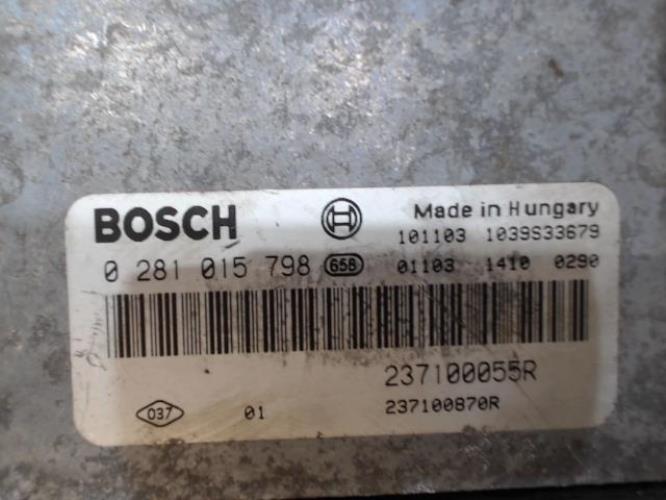 BOSCH Made in Hungary
101103 1039S33679
0 281 015 798 658 01103 1410 0290
237100055R
037 01 237100870R